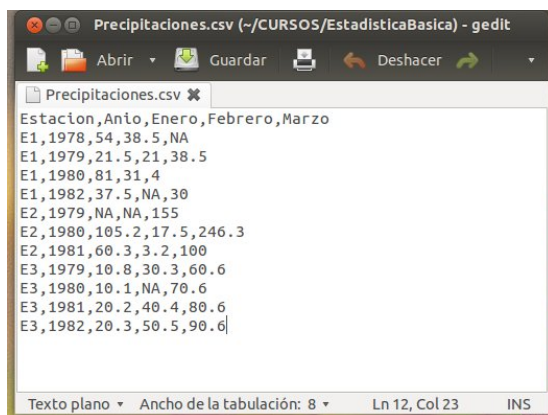 Precipitaciones.csv (~/CURSOS/EstadisticaBasica) - gedit
Abrir Guardar Deshacer
Precipitaciones.csv
Estacion,Anio,Enero,Febrero,Marzo
E1,1978,54,38.5,NA
E1,1979,21.5,21,38.5
E1,1980,81,31,4
E1,1982,37.5,NA,30
E2,1979,NA,NA,155
E2,1980,105.2,17.5,246.3
E2,1981,60.3,3.2,100
E3,1979,10.8,30.3,60.6
E3,1980,10.1,NA,70.6
E3,1981,20.2,40.4,80.6
E3,1982,20.3,50.5,90.6
Texto plano Ancho de la tabulación: 8 Ln 12, Col 23 INS